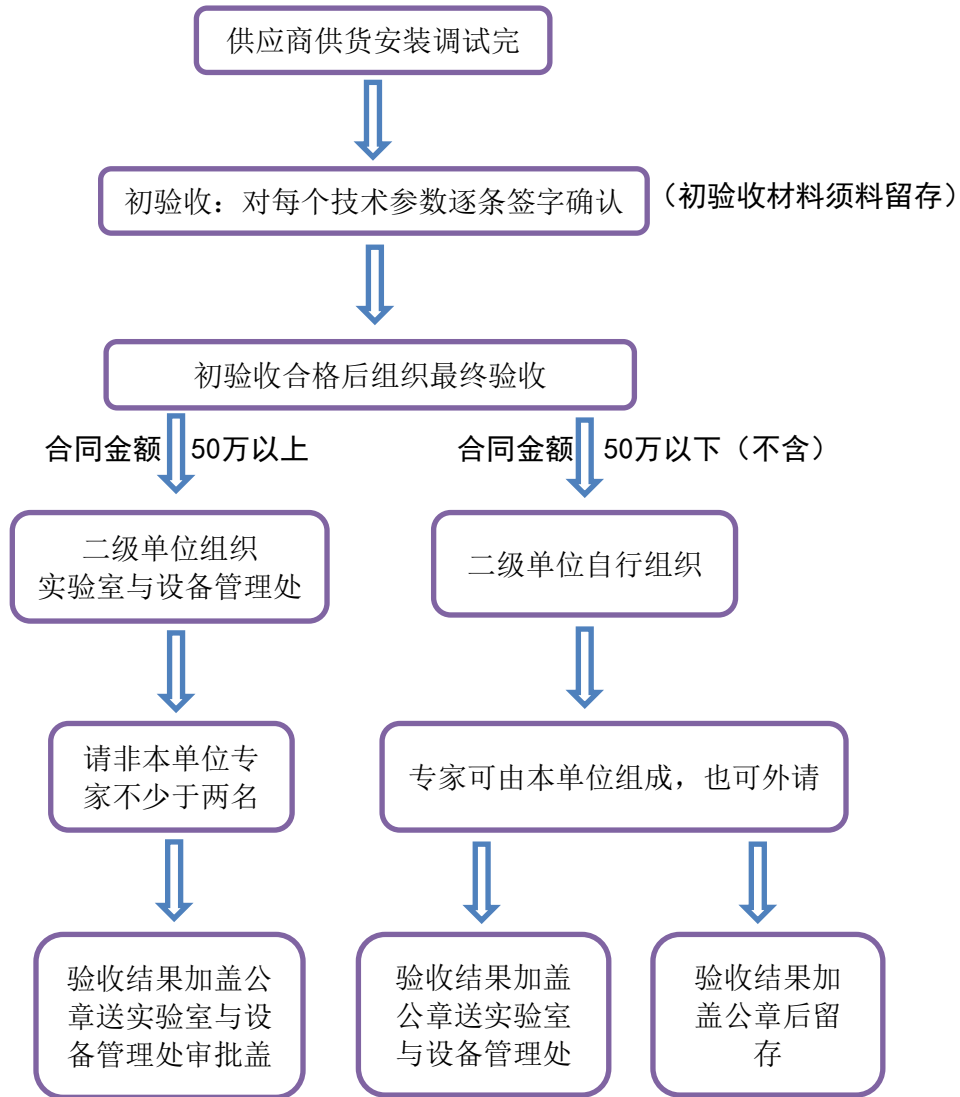 供应商供货安装调试完
初验收：对每个技术参数逐条签字确认
（初验收材料须料留存）
初验收合格后组织最终验收
合同金额 50万以上
合同金额 50万以下（不含）
二级单位组织
实验室与设备管理处
二级单位自行组织
请非本单位专
家不少于两名
专家可由本单位组成，也可外请
验收结果加盖公
章送实验室与设
备管理处审批盖
验收结果加盖
公章送实验室
与设备管理处
验收结果加
盖公章后留
存